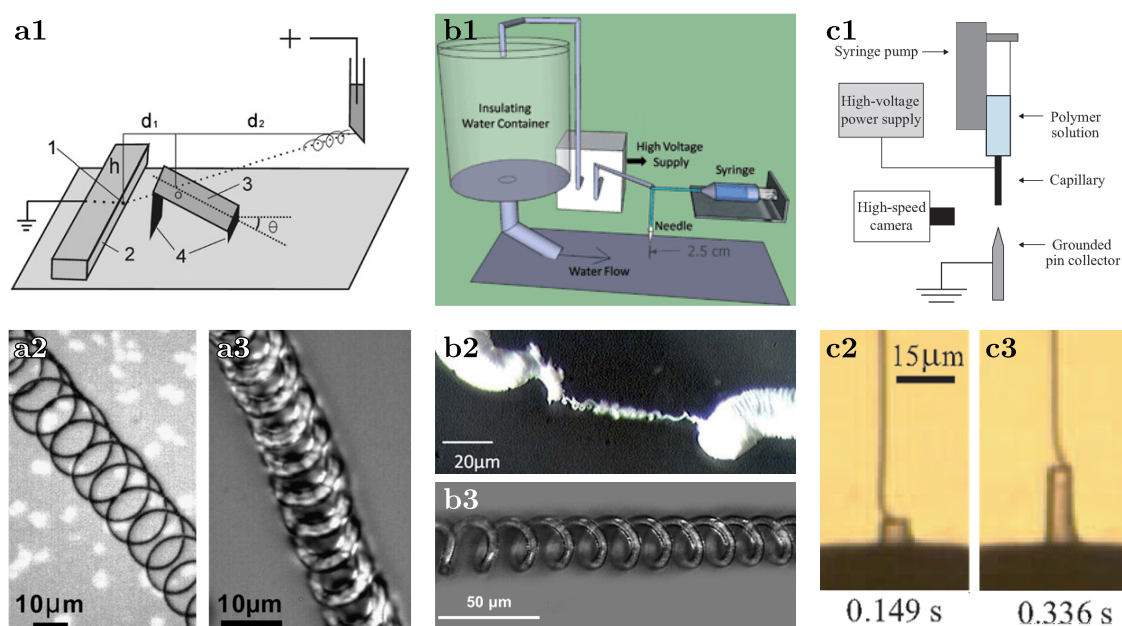 a1
+
d₁
d₂
1
h
3
θ
2
4
b1
Insulating
Water Container
High Voltage
Supply
Syringe
Needle
2.5 cm
Water Flow
c1
Syringe pump
High-voltage
power supply
Polymer
solution
Capillary
High-speed
camera
Grounded
pin collector
a2
10μm
a3
10μm
b2
20μm
b3
50 μm
c2
15μm
0.149 s
c3
0.336 s